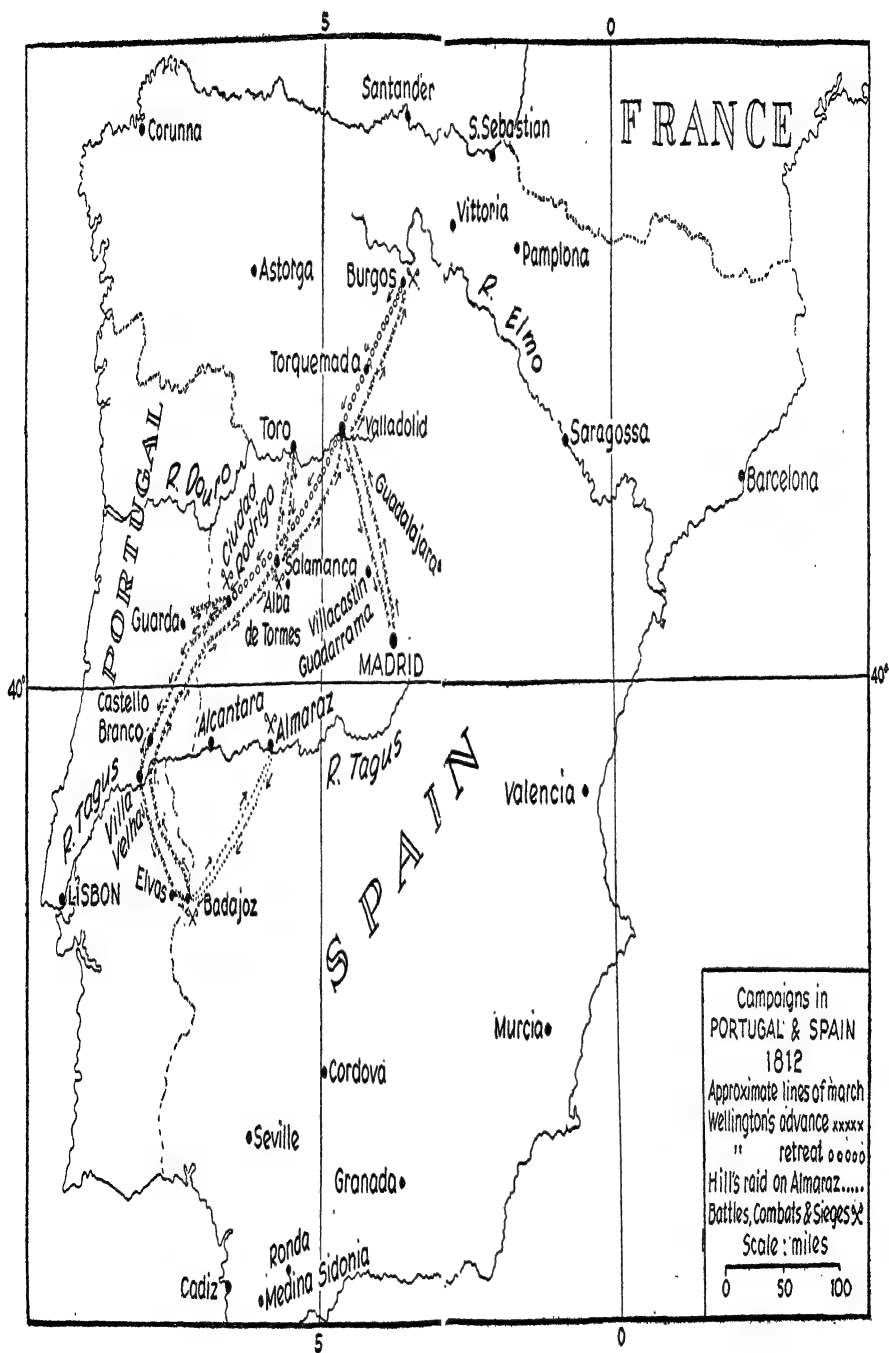 5
0
Santander
Corunna
S.Sebastian
FRANCE
Vittoria
Astorga
Burgos
Pamplona
R. Elmo
Torquemada
Toro
Valladolid
Saragossa
PORTUGAL
R. Douro
Ciudad
Rodrigo
Guadalajara
Barcelona
Salamanca
Alba
de Tormes
Villacastin
Guadarrama
Guarda
MADRID
40°
40°
Castello
Branco
Alcantara
Almaraz
R. Tagus
R. Tagus
Villa
Velha
SPAIN
Valencia
Elvas
LISBON
Badajoz
Murcia
Cordova
Seville
Granada
Ronda
Cadiz
Medina Sidonia
Campaigns in
PORTUGAL & SPAIN
1812
Approximate lines of march
Wellington's advance xxxxx
" retreat ooooo
Hill's raid on Almaraz.....
Battles, Combats & Sieges X
Scale : miles
0 50 100
5
0